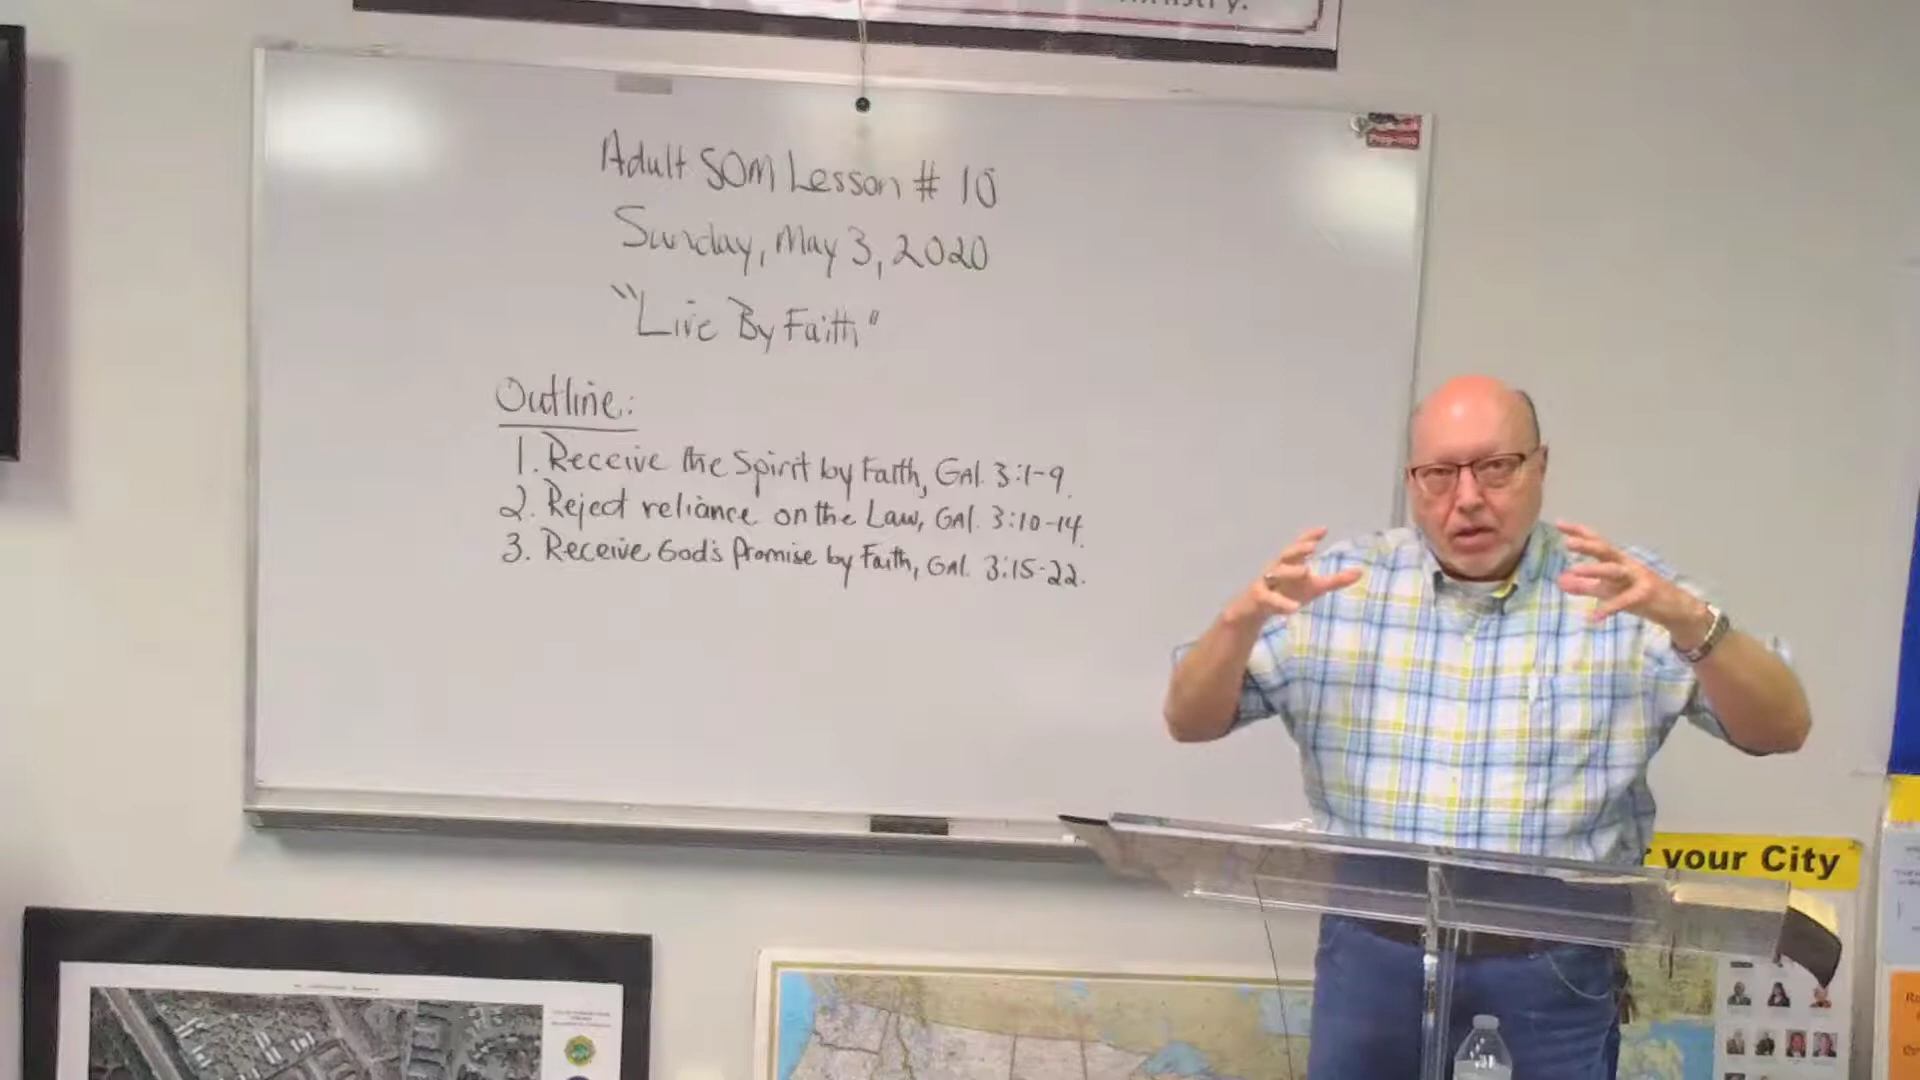 Adult SOM Lesson # 10
Sunday, May 3, 2020
"Live By Faith"
Outline:
1. Receive the Spirit by Faith, GAl. 3:1-9.
2. Reject reliance on the Law, GAl. 3:10-14.
3. Receive God's Promise by Faith, GAl. 3:15-22.
your City